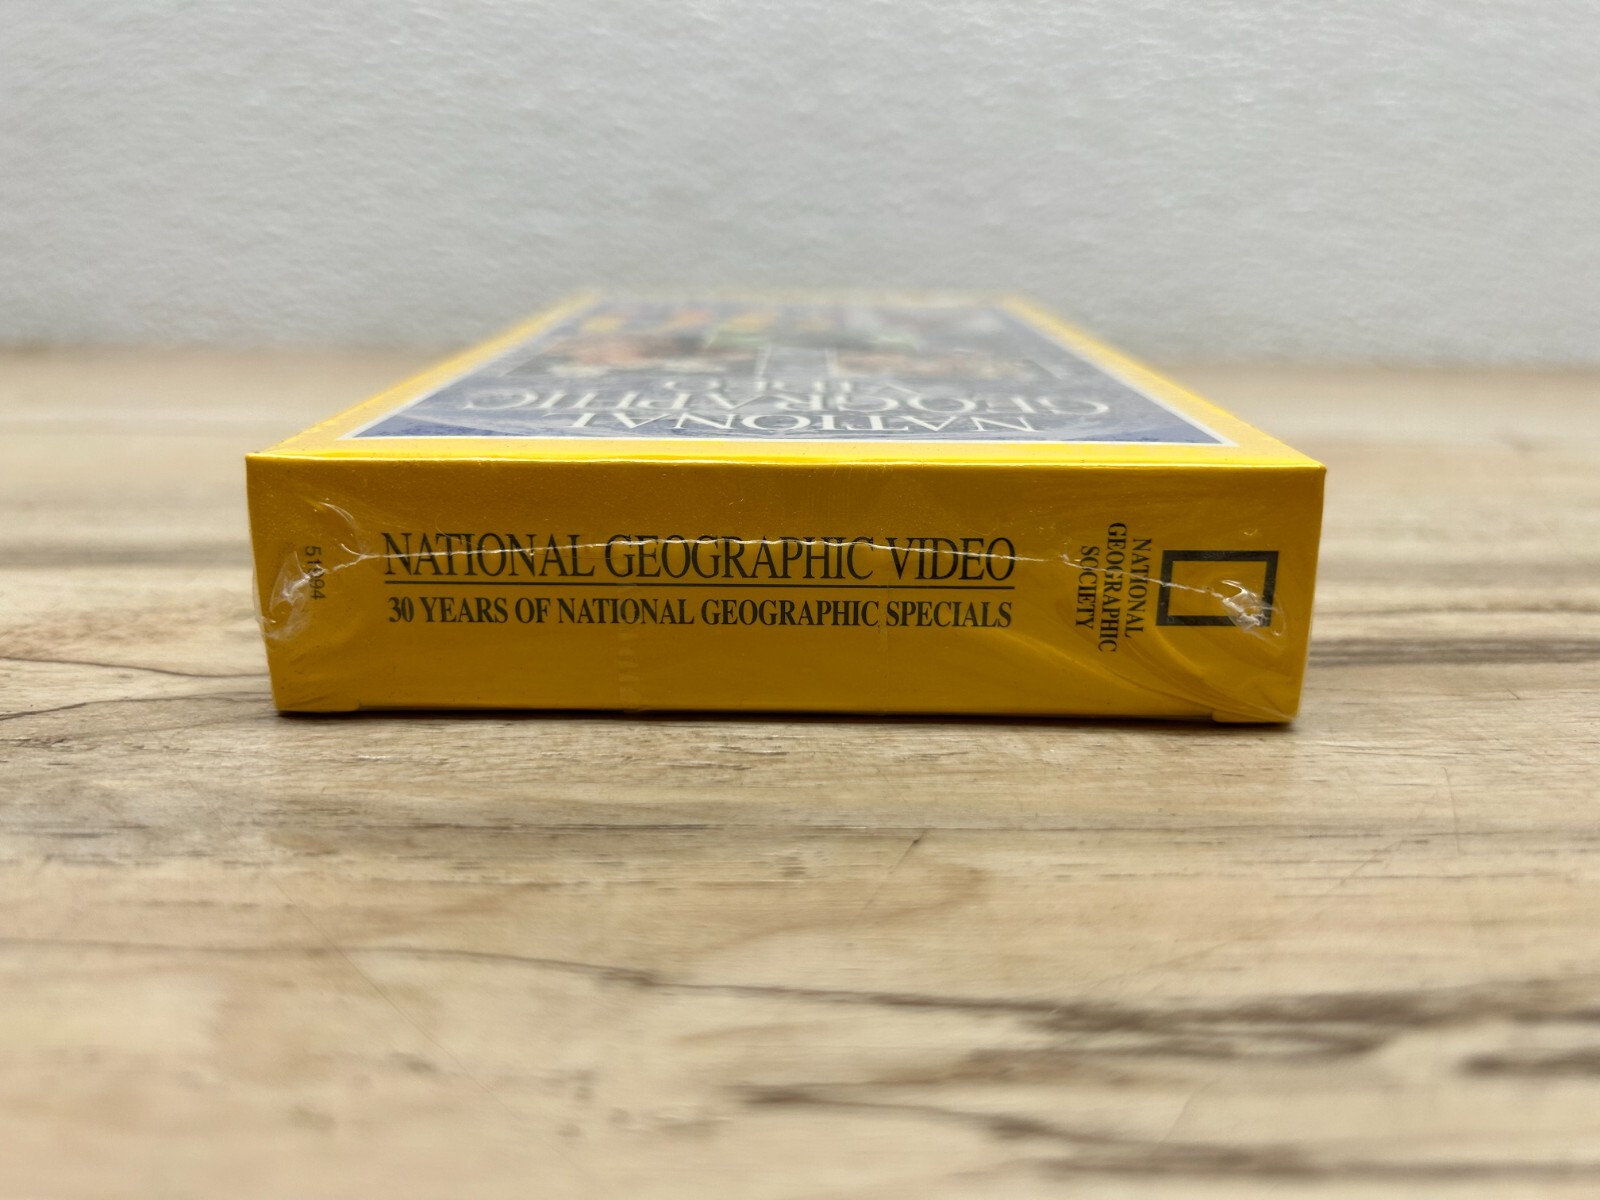 NATIONAL
GEOGRAPHIC
VIDEO
NATIONAL GEOGRAPHIC VIDEO
30 YEARS OF NATIONAL GEOGRAPHIC SPECIALS
NATIONAL
GEOGRAPHIC
SOCIETY